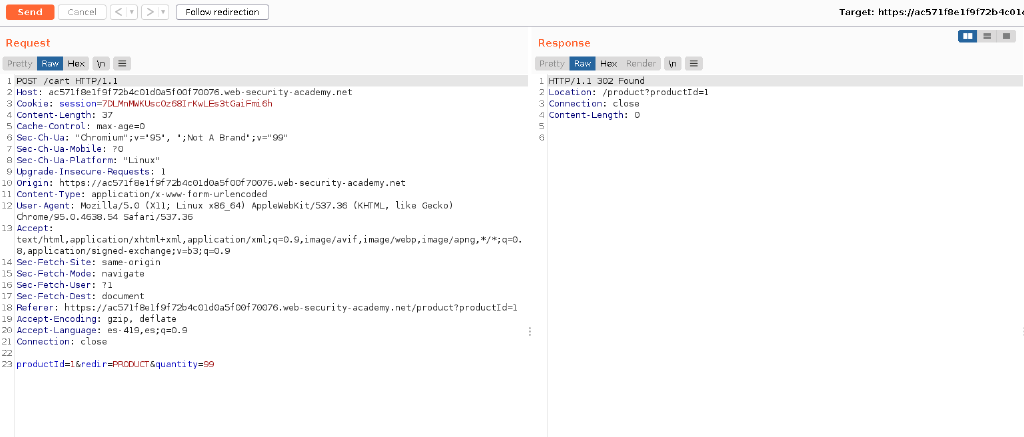 Send Cancel < > Follow redirection Target: https://ac571f8e1f9f72b4c01
Request
Pretty Raw Hex \n
1 POST /cart HTTP/1.1
2 Host: ac571f8e1f9f72b4c01d0a5f00f70076.web-security-academy.net
3 Cookie: session=7DLMnMWKUscOz68IrKwLEs3tGaiFmi6h
4 Content-Length: 37
5 Cache-Control: max-age=0
6 Sec-Ch-Ua: "Chromium";v="95", ";Not A Brand";v="99"
7 Sec-Ch-Ua-Mobile: ?0
8 Sec-Ch-Ua-Platform: "Linux"
9 Upgrade-Insecure-Requests: 1
10 Origin: https://ac571f8e1f9f72b4c01d0a5f00f70076.web-security-academy.net
11 Content-Type: application/x-www-form-urlencoded
12 User-Agent: Mozilla/5.0 (X11; Linux x86_64) AppleWebKit/537.36 (KHTML, like Gecko)
Chrome/95.0.4638.54 Safari/537.36
13 Accept:
text/html,application/xhtml+xml,application/xml;q=0.9,image/avif,image/webp,image/apng,*/*;q=0.
8,application/signed-exchange;v=b3;q=0.9
14 Sec-Fetch-Site: same-origin
15 Sec-Fetch-Mode: navigate
16 Sec-Fetch-User: ?1
17 Sec-Fetch-Dest: document
18 Referer: https://ac571f8e1f9f72b4c01d0a5f00f70076.web-security-academy.net/product?productId=1
19 Accept-Encoding: gzip, deflate
20 Accept-Language: es-419,es;q=0.9
21 Connection: close
22
23 productId=1&redir=PRODUCT&quantity=99
Response
Pretty Raw Hex Render \n
1 HTTP/1.1 302 Found
2 Location: /product?productId=1
3 Connection: close
4 Content-Length: 0
5
6